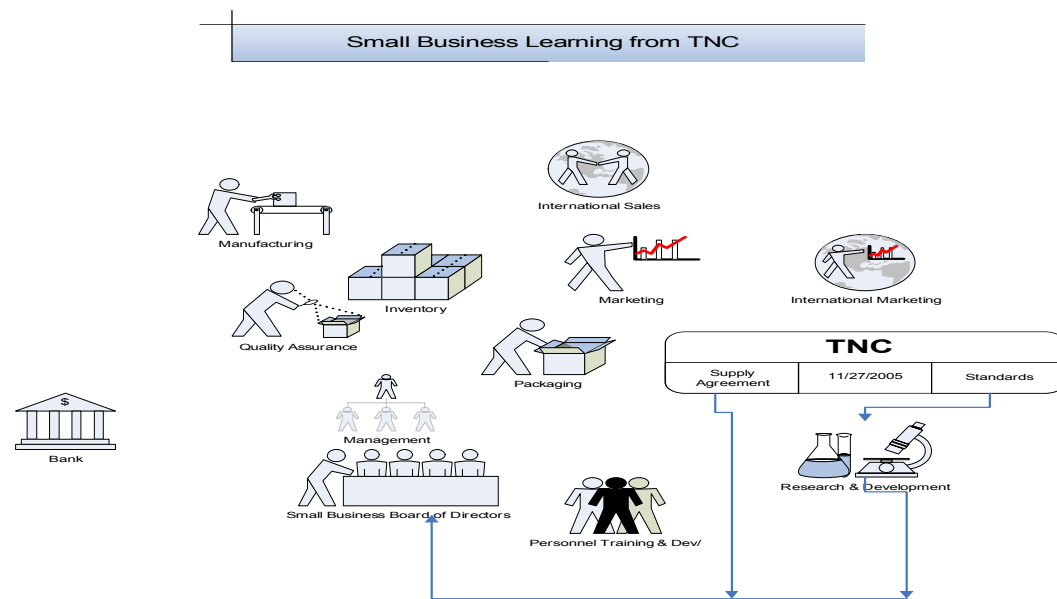 Small Business Learning from TNC
International Sales
Manufacturing
Marketing
International Marketing
Inventory
Quality Assurance
Packaging
TNC
Supply
Agreement
11/27/2005
Standards
$
Bank
Management
Research & Development
Small Business Board of Directors
Personnel Training & Dev/